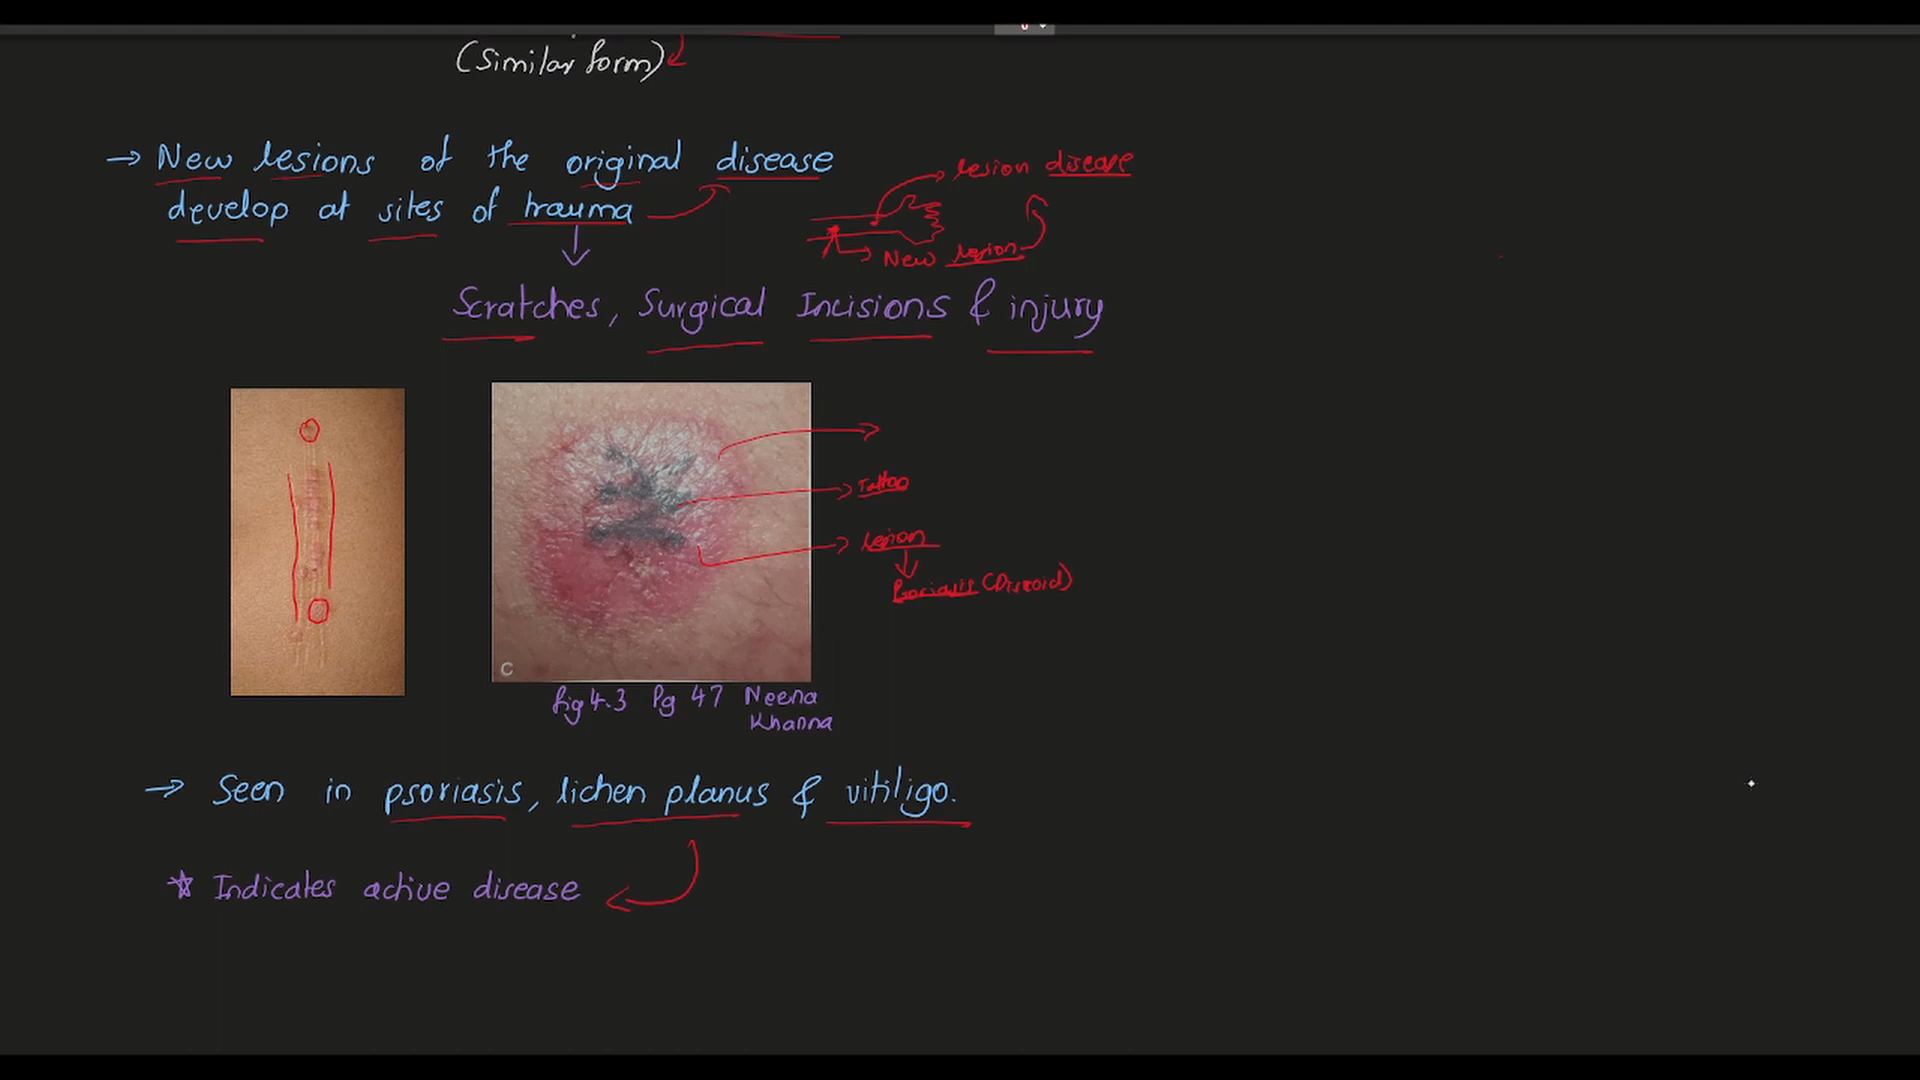 (Similar form)
→ New lesions of the original disease
develop at sites of trauma
lesion disease
New lesion
Scratches, Surgical Incisions & injury
Tattoo
lesion
Psoriasis (Discoid)
C
fig 4.3 Pg 47 Neena
Khanna
→ Seen in psoriasis, lichen planus & vitiligo.
☆ Indicates active disease